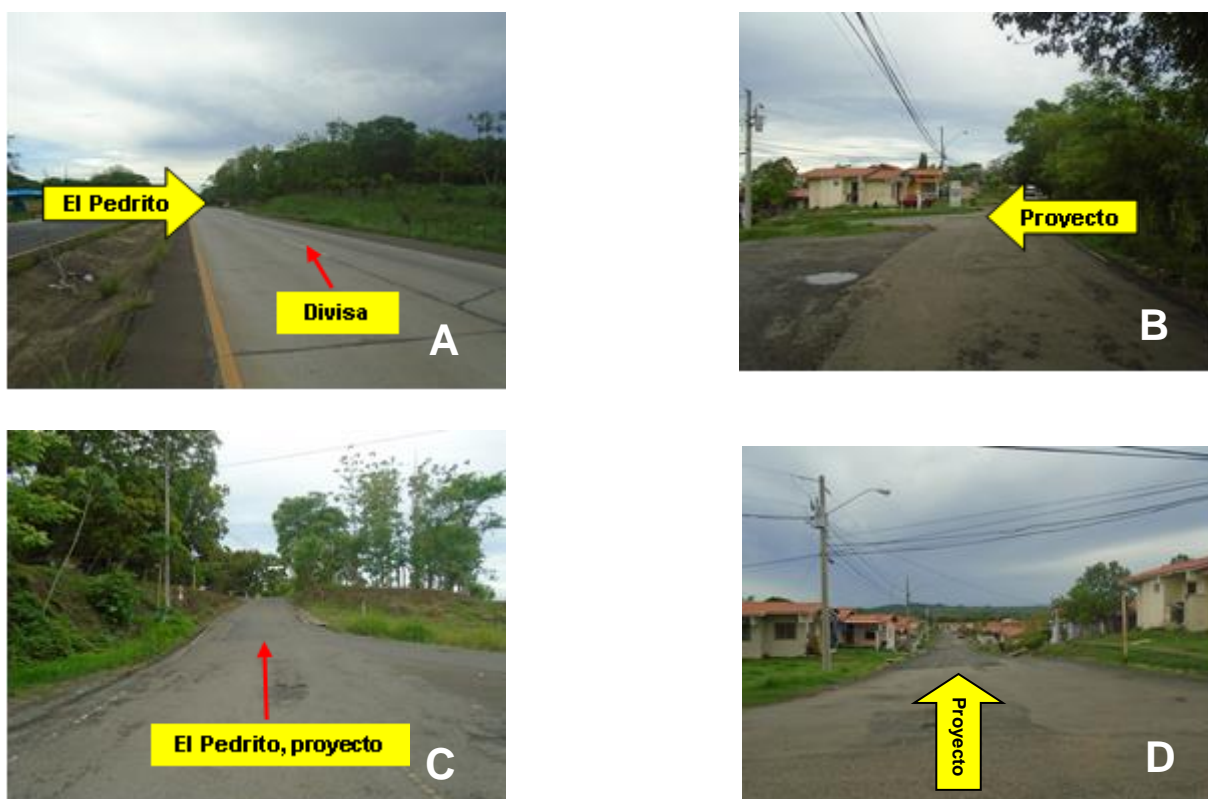 El Pedrito
Divisa
A
Proyecto
B
El Pedrito, proyecto
C
Proyecto
D